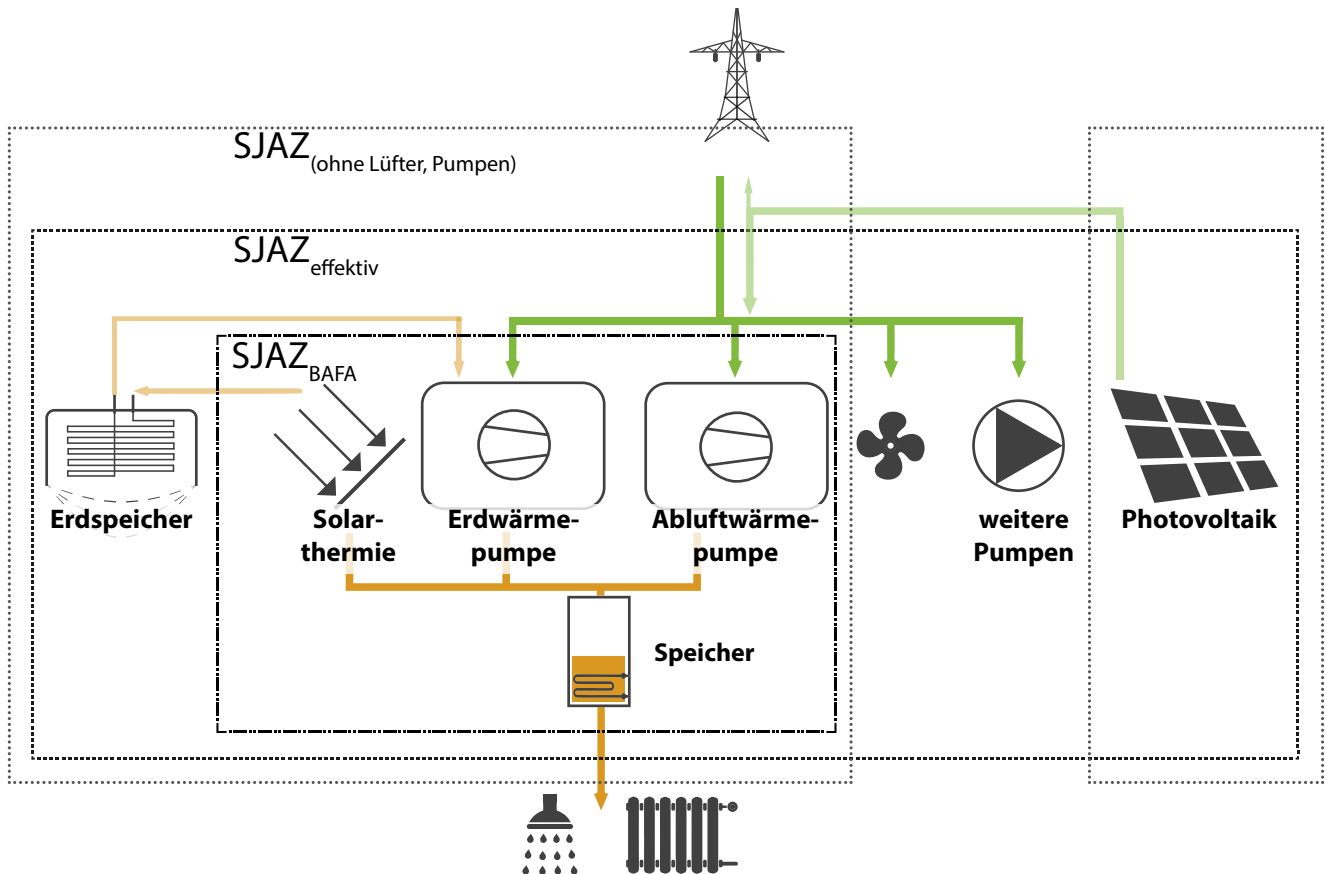 SJAZ(ohne Lüfter, Pumpen)
SJAZeffektiv
SJAZBAFA
Erdspeicher
Solar-
thermie
Erdwärme-
pumpe
Abluftwärme-
pumpe
weitere
Pumpen
Photovoltaik
Speicher